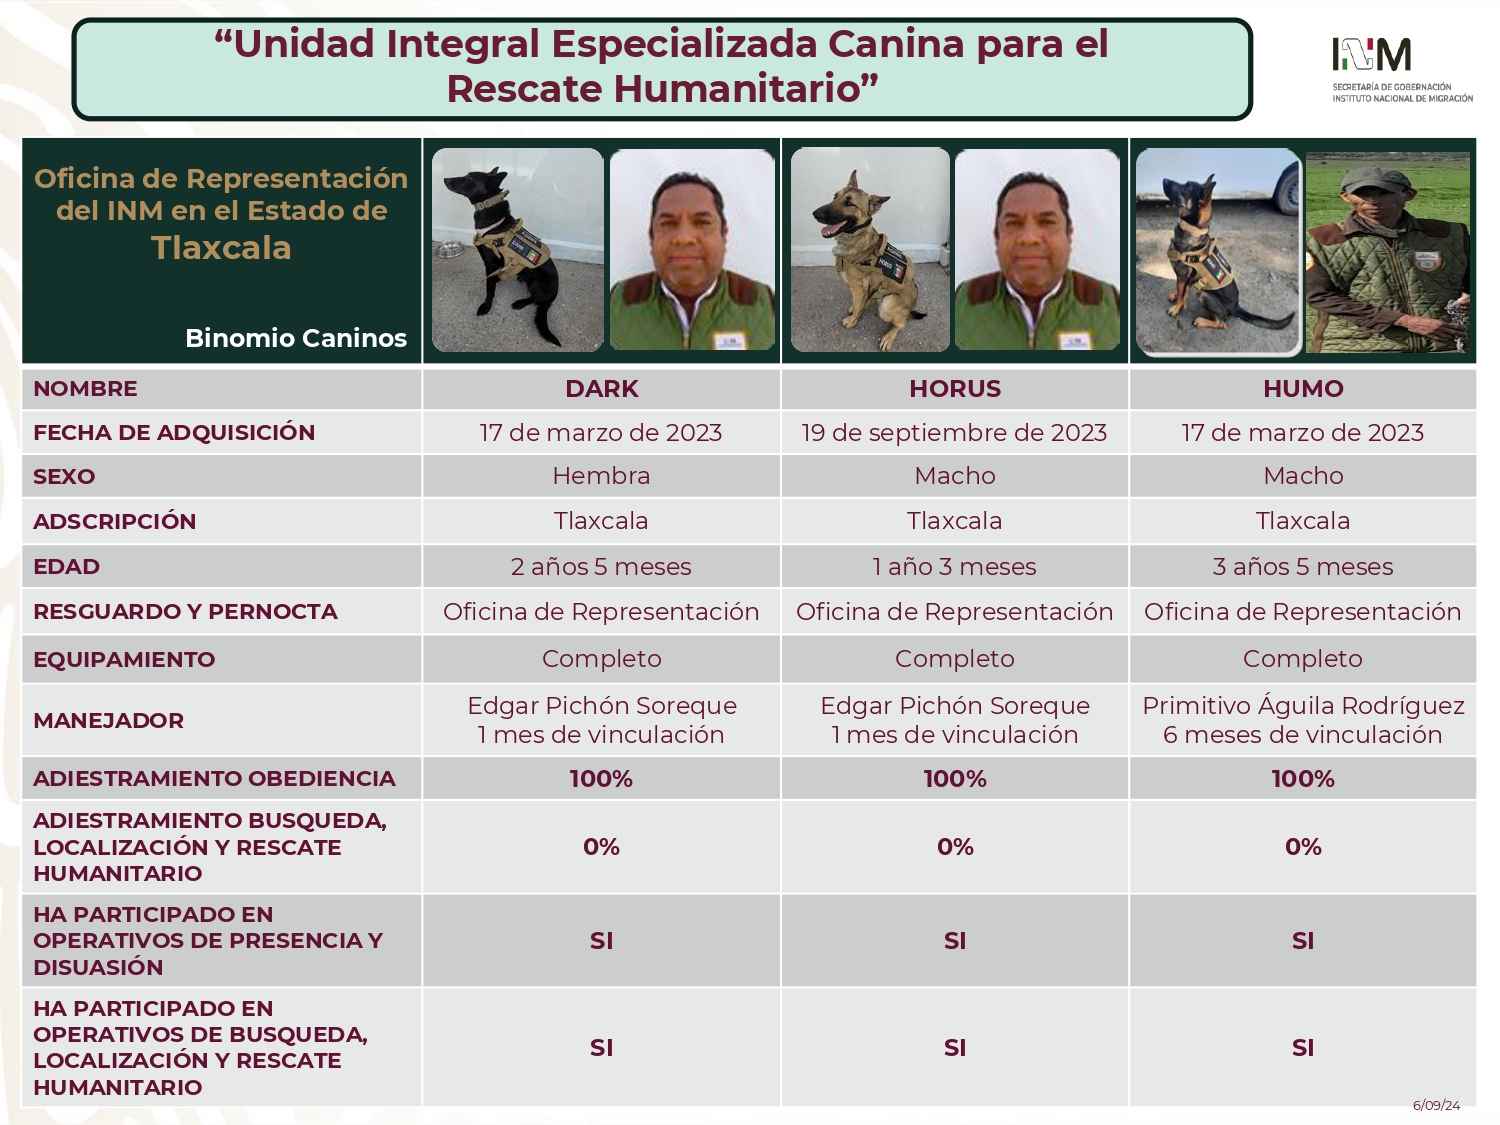 “Unidad Integral Especializada Canina para el
Rescate Humanitario”
INM
SECRETARÍA DE GOBERNACIÓN
INSTITUTO NACIONAL DE MIGRACIÓN
Oficina de Representación
del INM en el Estado de
Tlaxcala
Binomio Caninos
NOMBRE DARK HORUS HUMO
FECHA DE ADQUISICIÓN 17 de marzo de 2023 19 de septiembre de 2023 17 de marzo de 2023
SEXO Hembra Macho Macho
ADSCRIPCIÓN Tlaxcala Tlaxcala Tlaxcala
EDAD 2 años 5 meses 1 año 3 meses 3 años 5 meses
RESGUARDO Y PERNOCTA Oficina de Representación Oficina de Representación Oficina de Representación
EQUIPAMIENTO Completo Completo Completo
MANEJADOR
Edgar Pichón Soreque
1 mes de vinculación
Edgar Pichón Soreque
1 mes de vinculación
Primitivo Águila Rodríguez
6 meses de vinculación
ADIESTRAMIENTO OBEDIENCIA 100% 100% 100%
ADIESTRAMIENTO BUSQUEDA,
LOCALIZACIÓN Y RESCATE
HUMANITARIO
0% 0% 0%
HA PARTICIPADO EN
OPERATIVOS DE PRESENCIA Y
DISUASIÓN
SI SI SI
HA PARTICIPADO EN
OPERATIVOS DE BUSQUEDA,
LOCALIZACIÓN Y RESCATE
HUMANITARIO
SI SI SI
6/09/24